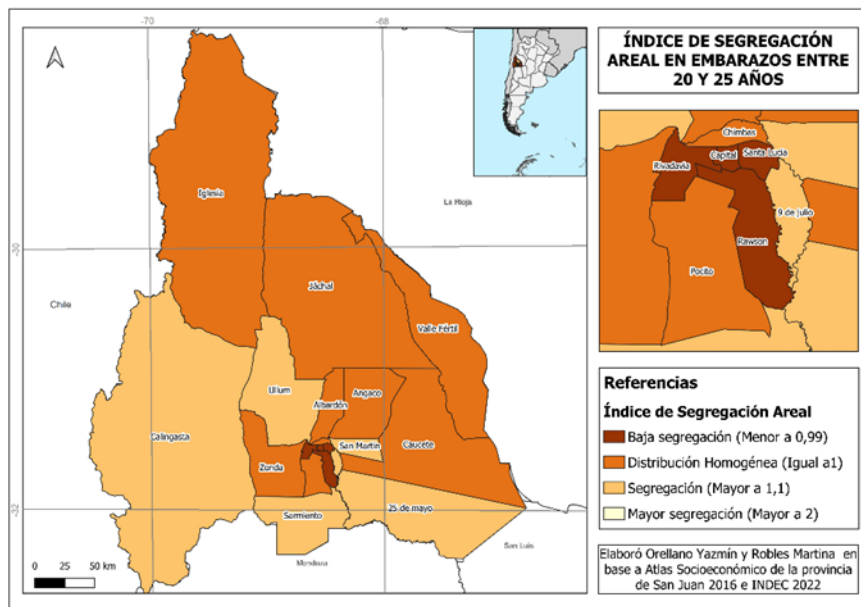 -70
-68
ÍNDICE DE SEGREGACIÓN
AREAL EN EMBARAZOS ENTRE
20 Y 25 AÑOS
Iglesia
La Rioja
-30
Jáchal
Chile
Valle Fértil
Ullum
Albardón
Angaco
Calingasta
San Martín
Caucete
Zonda
-32
25 de mayo
Sarmiento
San Luis
Mendoza
0 25 50 km
Chimbas
Rivadavia
Capital
Santa Lucía
9 de julio
Rawson
Pocito
Referencias
Índice de Segregación Areal
Baja segregación (Menor a 0,99)
Distribución Homogénea (Igual a1)
Segregación (Mayor a 1,1)
Mayor segregación (Mayor a 2)
Elaboró Orellano Yazmín y Robles Martina en
base a Atlas Socioeconómico de la provincia
de San Juan 2016 e INDEC 2022